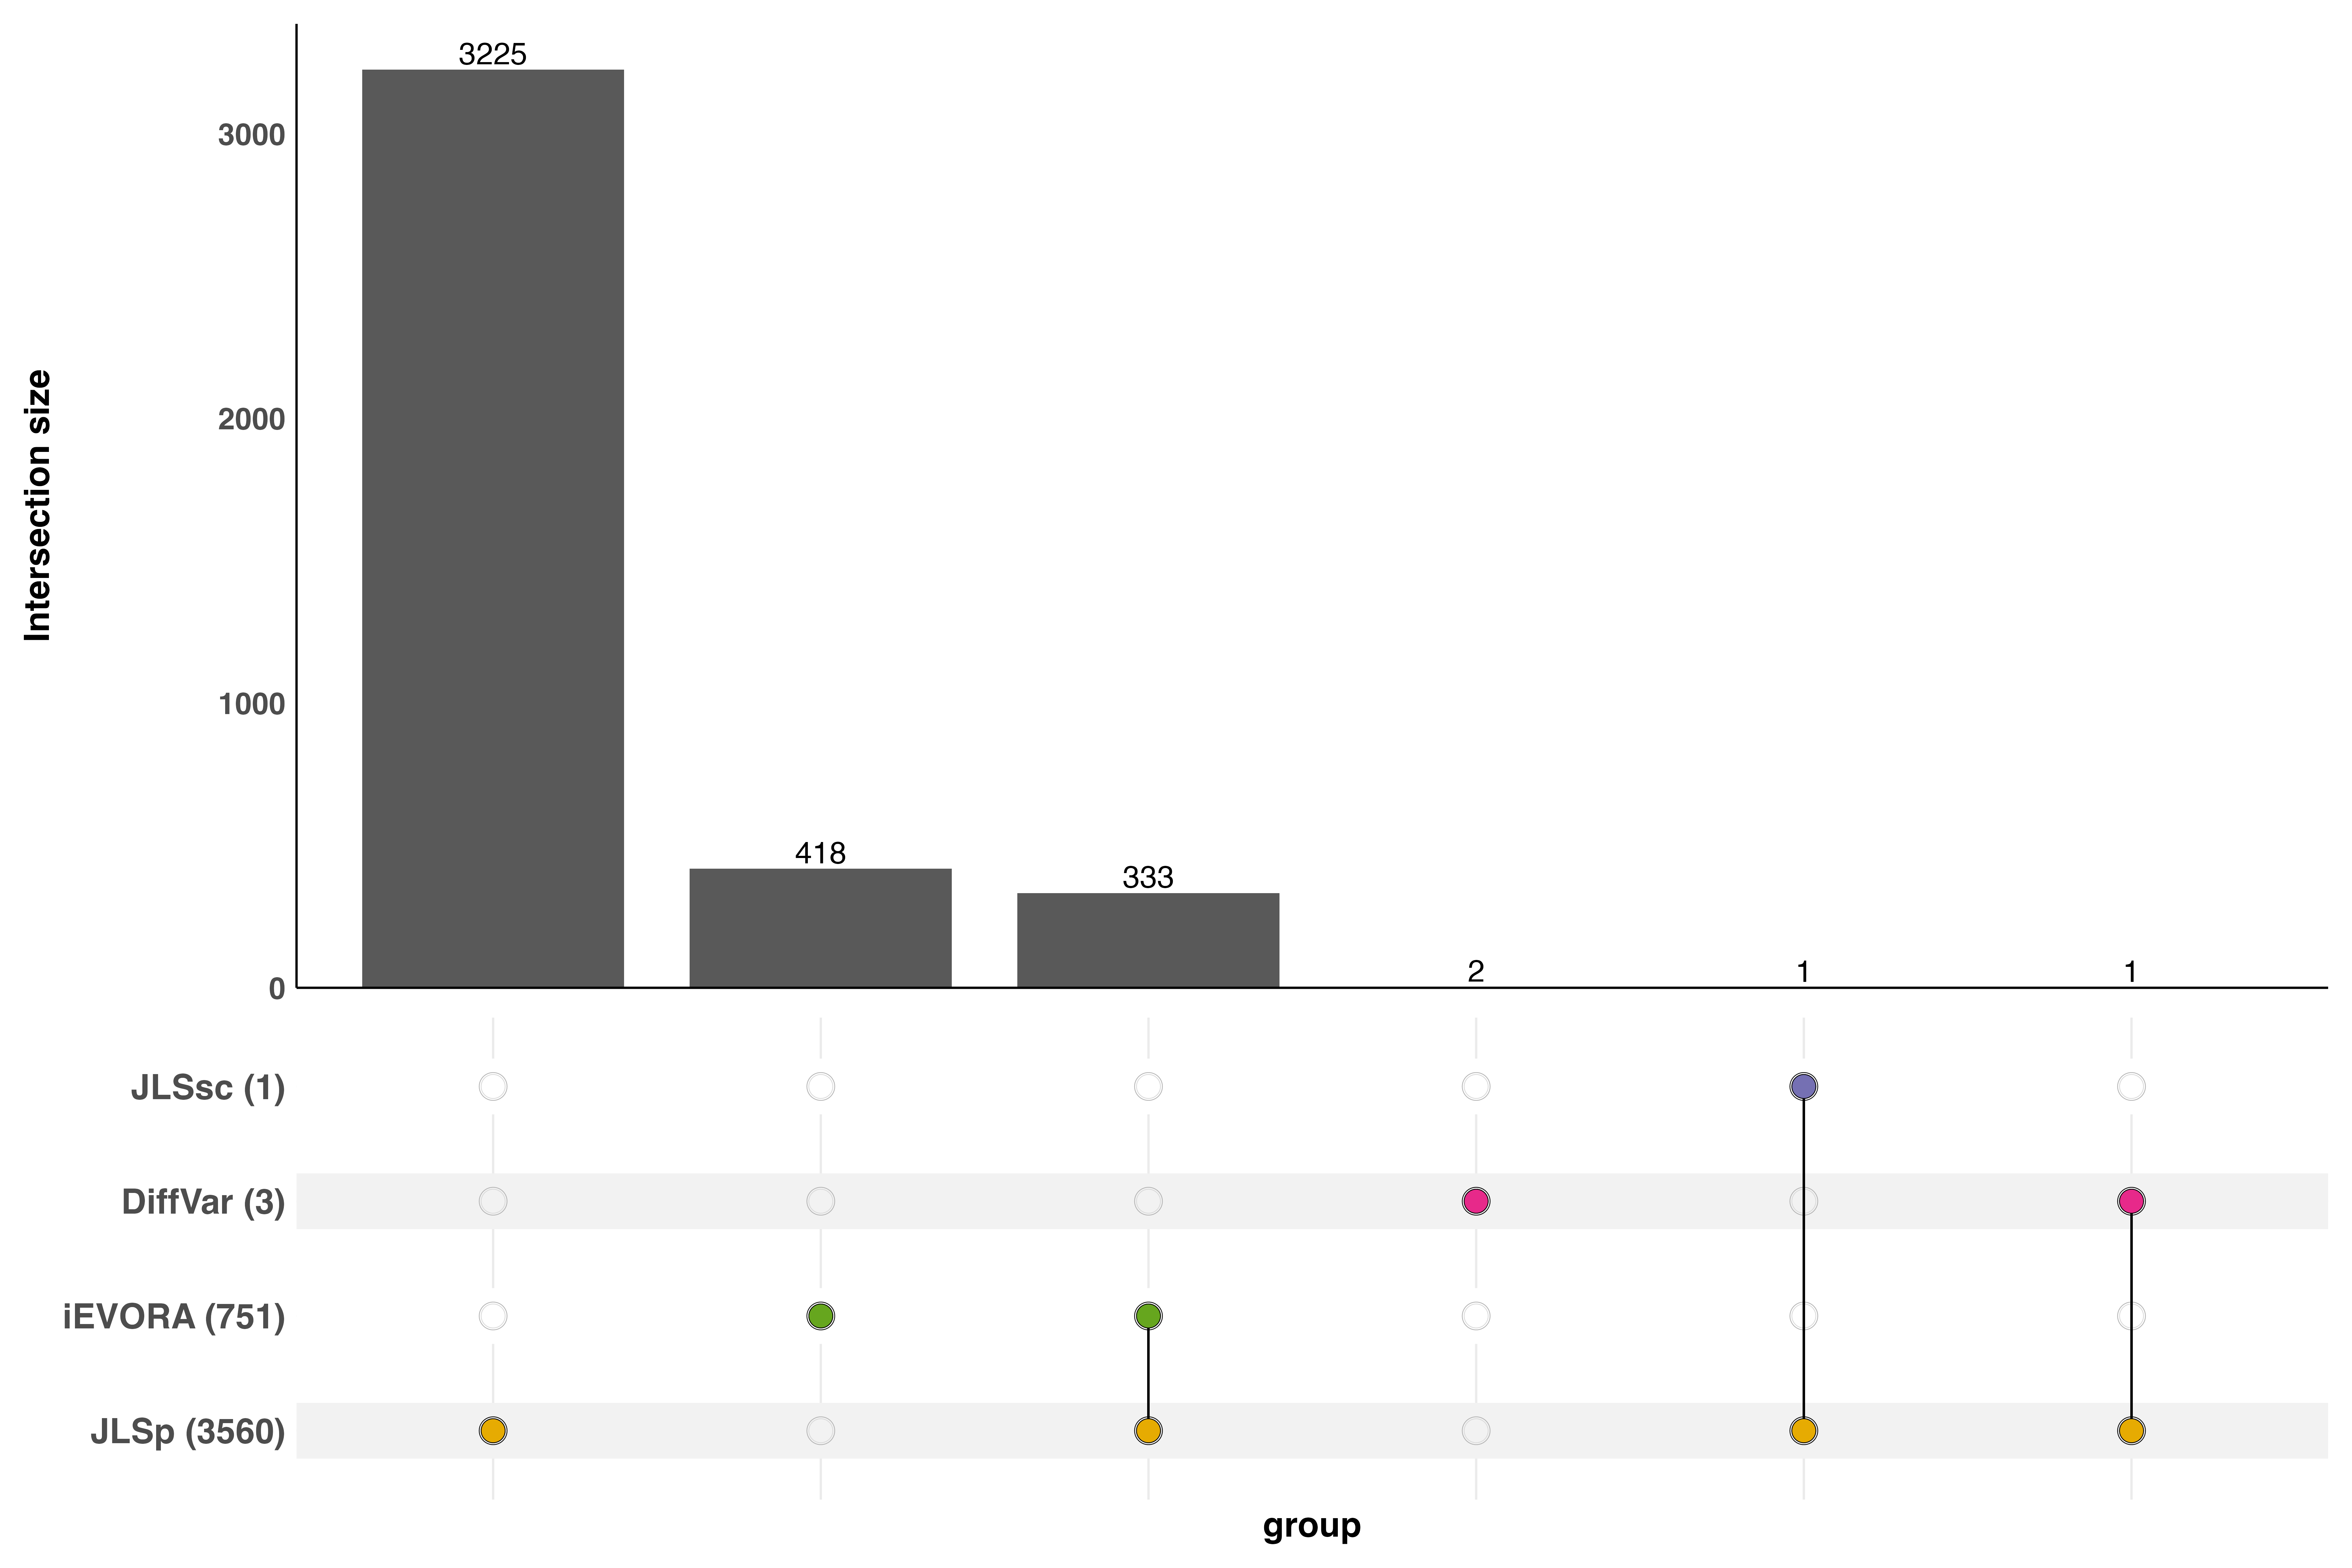 3225
3000
2000
1000
0
418
333
2
1
1
Intersection size
JLSsc (1)
DiffVar (3)
iEVORA (751)
JLSp (3560)
group